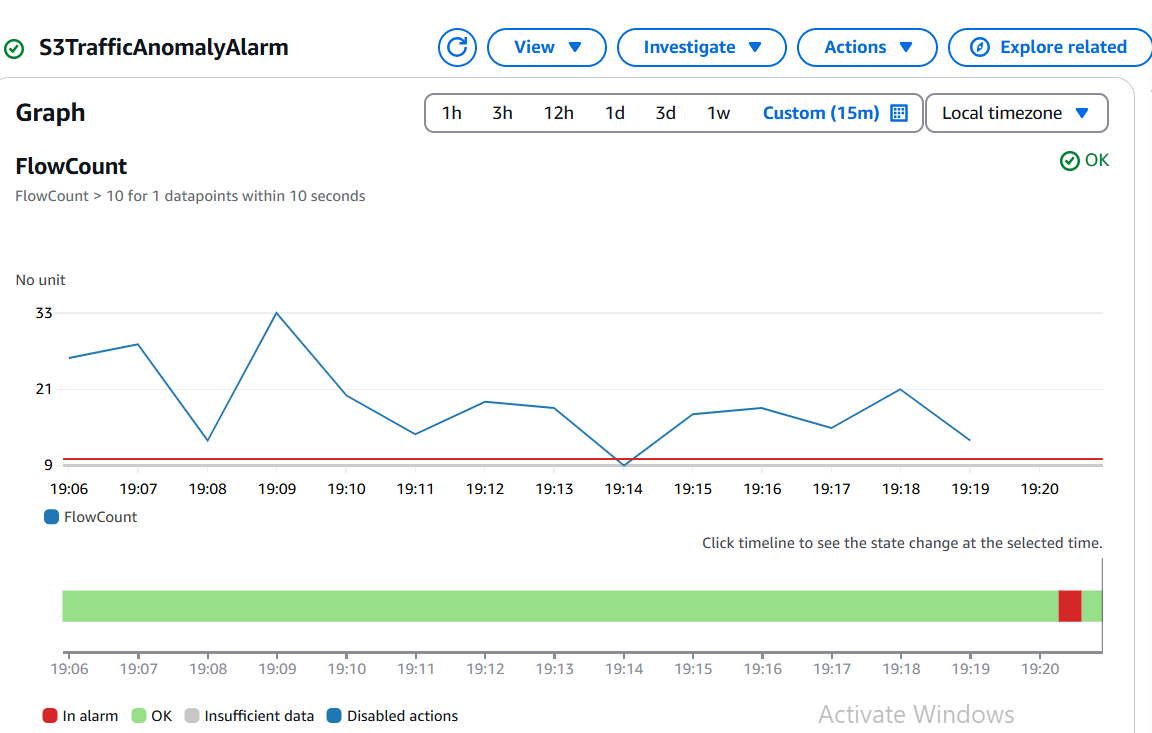 S3TrafficAnomalyAlarm View Investigate Actions Explore related
Graph 1h 3h 12h 1d 3d 1w Custom (15m) Local timezone
FlowCount OK
FlowCount > 10 for 1 datapoints within 10 seconds
No unit
33
21
9
19:06 19:07 19:08 19:09 19:10 19:11 19:12 19:13 19:14 19:15 19:16 19:17 19:18 19:19 19:20
FlowCount
Click timeline to see the state change at the selected time.
19:06 19:07 19:08 19:09 19:10 19:11 19:12 19:13 19:14 19:15 19:16 19:17 19:18 19:19 19:20
In alarm OK Insufficient data Disabled actions
Activate Windows